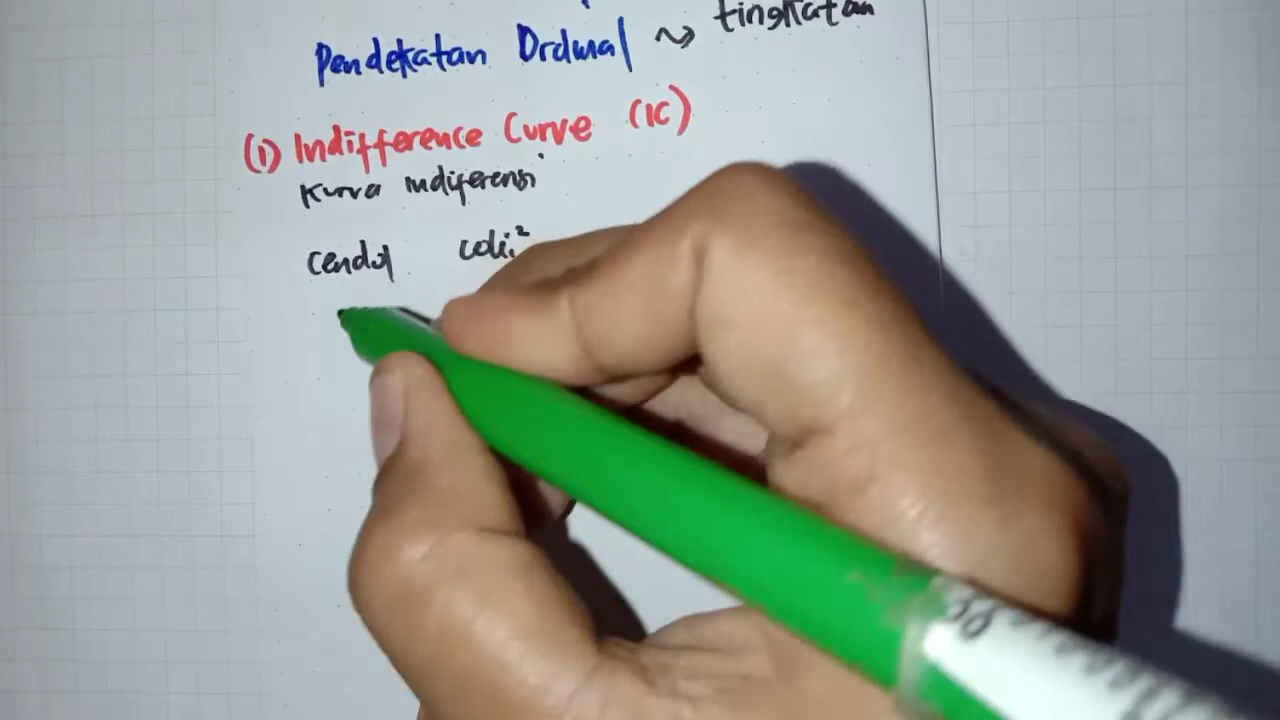 Pendekatan Ordinal ~> tingkatan
(1) Indifference Curve (IC)
Kurva indiferensi
cendol